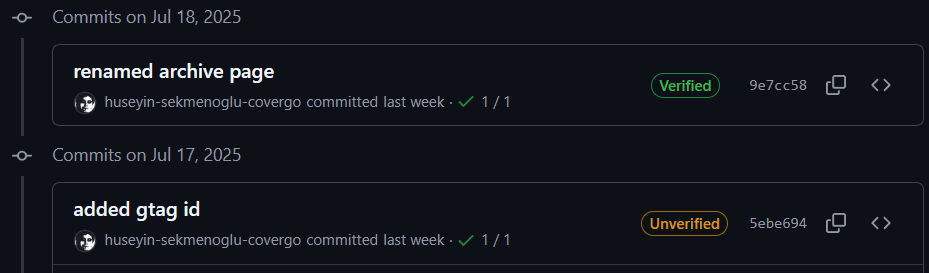 Commits on Jul 18, 2025
renamed archive page
huseyin-sekmenoglu-covergo committed last week · ✓ 1 / 1
Verified
9e7cc58
Commits on Jul 17, 2025
added gtag id
huseyin-sekmenoglu-covergo committed last week · ✓ 1 / 1
Unverified
5ebe694